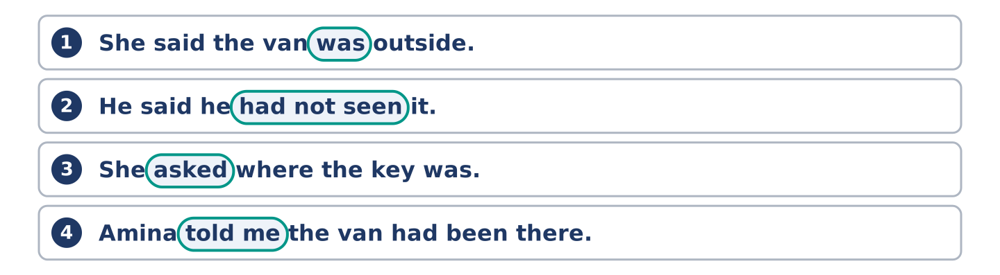 1 She said the van was outside.
2 He said he had not seen it.
3 She asked where the key was.
4 Amina told me the van had been there.